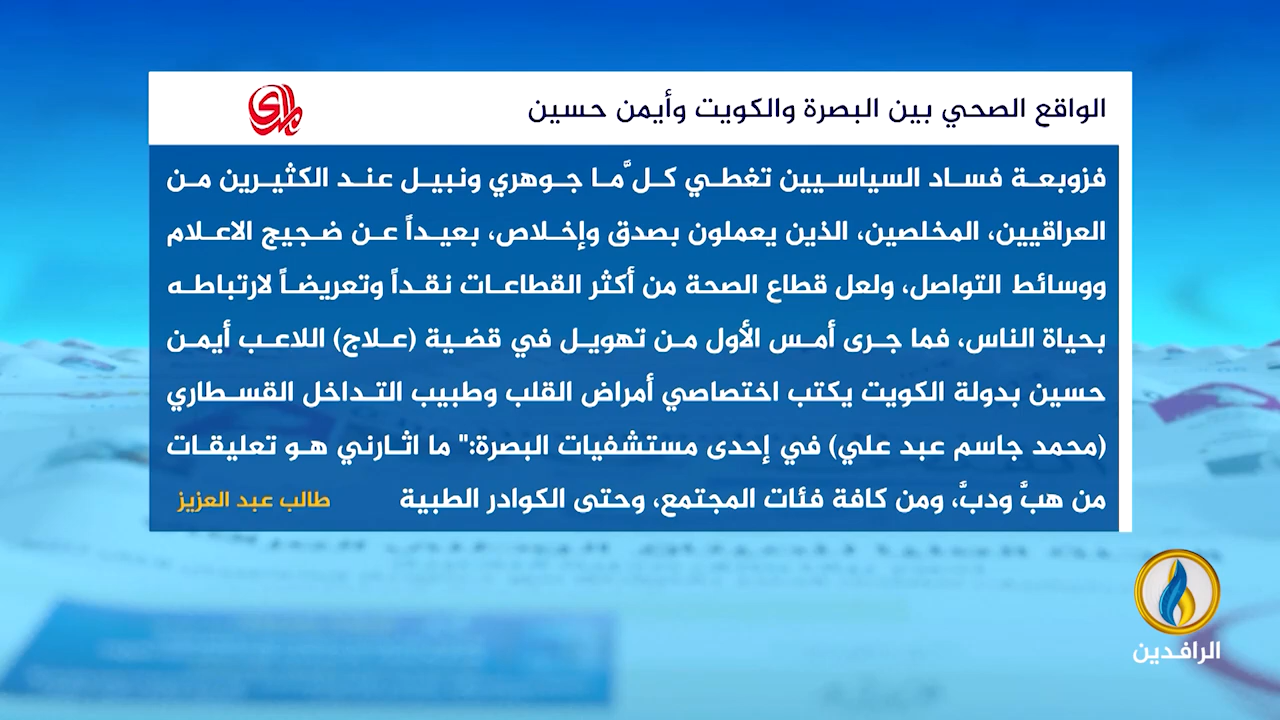 الواقع الصحي بين البصرة والكويت وأيمن حسين
المدى
فزوبعة فساد السياسيين تغطي كلَّما جوهري ونبيل عند الكثيرين من
العراقيين، المخلصين، الذين يعملون بصدق وإخلاص، بعيداً عن ضجيج الاعلام
ووسائط التواصل، ولعل قطاع الصحة من أكثر القطاعات نقداً وتعريضاً لارتباطه
بحياة الناس، فما جرى أمس الأول من تهويل في قضية (علاج) اللاعب أيمن
حسين بدولة الكويت يكتب اختصاصي أمراض القلب وطبيب التداخل القسطاري
(محمد جاسم عبد علي) في إحدى مستشفيات البصرة:" ما اثارني هو تعليقات
من هبَّ ودبَّ، ومن كافة فئات المجتمع، وحتى الكوادر الطبية
طالب عبد العزيز
الرافدين